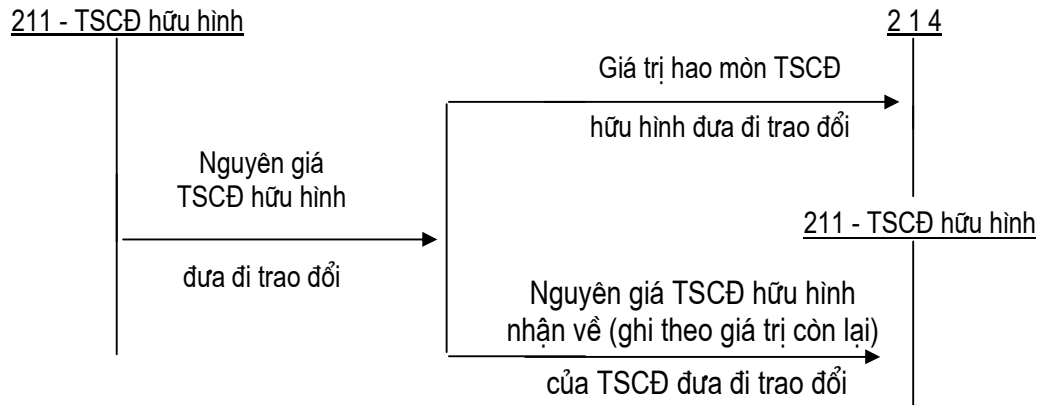 211 - TSCĐ hữu hình
2 1 4
Giá trị hao mòn TSCĐ
hữu hình đưa đi trao đổi
Nguyên giá
TSCĐ hữu hình
đưa đi trao đổi
211 - TSCĐ hữu hình
Nguyên giá TSCĐ hữu hình
nhận về (ghi theo giá trị còn lại)
của TSCĐ đưa đi trao đổi